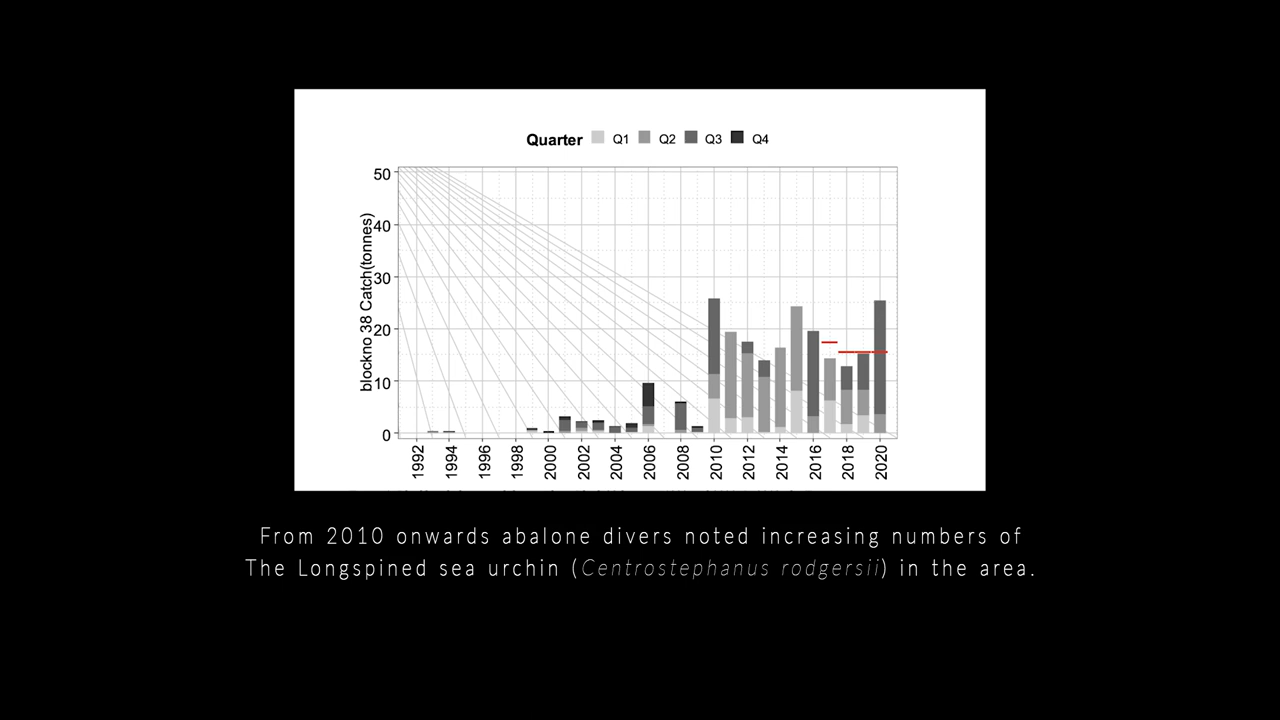 Quarter Q1 Q2 Q3 Q4
50
40
30
20
10
0
blockno 38 Catch(tonnes)
1992 1994 1996 1998 2000 2002 2004 2006 2008 2010 2012 2014 2016 2018 2020
From 2010 onwards abalone divers noted increasing numbers of
The Longspined sea urchin (Centrostephanus rodgersii) in the area.